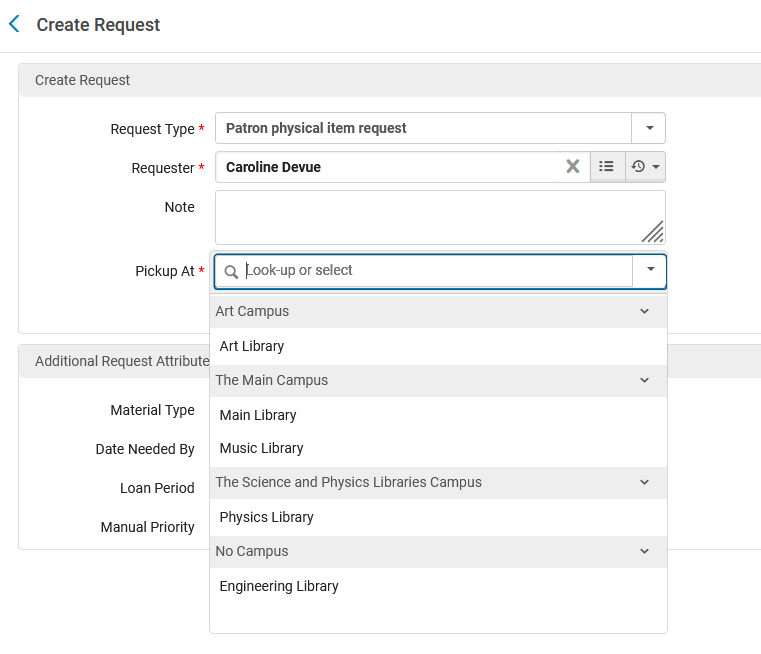 Create Request
Create Request
Request Type *
Patron physical item request
Requester *
Caroline Devue
Note
Pickup At *
Look-up or select
Art Campus
Art Library
The Main Campus
Main Library
Music Library
The Science and Physics Libraries Campus
Physics Library
No Campus
Engineering Library
Additional Request Attribute
Material Type
Date Needed By
Loan Period
Manual Priority